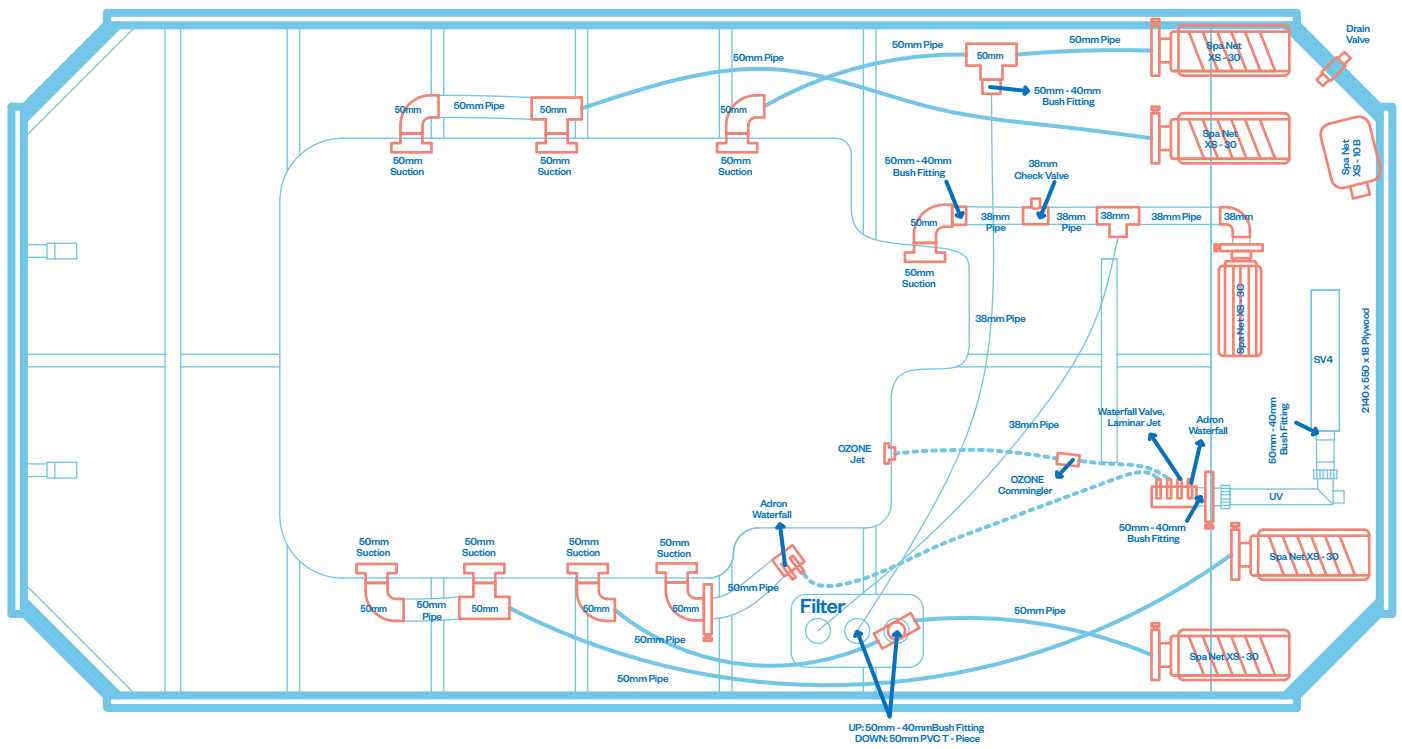 50mm Pipe
50mm Pipe
50mm Pipe
50mm
Spa Net
XS - 30
Drain
Valve
50mm
50mm Pipe
50mm
50mm
50mm - 40mm
Bush Fitting
50mm
Suction
50mm
Suction
50mm
Suction
Spa Net
XS - 30
Spa Net
XS - 10B
50mm - 40mm
Bush Fitting
38mm
Check Valve
50mm
38mm
Pipe
38mm
Pipe
38mm
38mm Pipe
38mm
50mm
Suction
Spa Net XS - 30
38mm Pipe
SV4
2140 x 550 x 18 Plywood
50mm - 40mm
Bush Fitting
Waterfall Valve,
Laminar Jet
Adron
Waterfall
38mm Pipe
OZONE
Jet
OZONE
Commingler
UV
50mm - 40mm
Bush Fitting
Adron
Waterfall
50mm
Suction
50mm
Suction
50mm
Suction
50mm
Suction
Spa Net XS - 30
50mm Pipe
50mm
50mm
Pipe
50mm
50mm
50mm
Filter
50mm Pipe
50mm Pipe
50mm Pipe
Spa Net XS - 30
UP: 50mm - 40mmBush Fitting
DOWN: 50mm PVC T - Piece